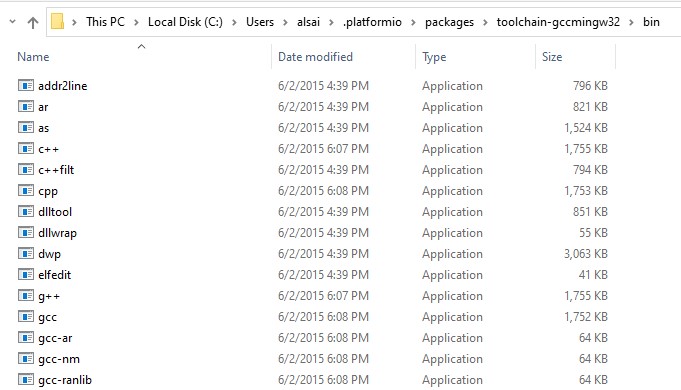 This PC > Local Disk (C:) > Users > alsai > .platformio > packages > toolchain-gccmingw32 > bin
Name Date modified Type Size
addr2line 6/2/2015 4:39 PM Application 796 KB
ar 6/2/2015 4:39 PM Application 821 KB
as 6/2/2015 4:39 PM Application 1,524 KB
c++ 6/2/2015 6:07 PM Application 1,755 KB
c++filt 6/2/2015 4:39 PM Application 794 KB
cpp 6/2/2015 6:08 PM Application 1,753 KB
dlltool 6/2/2015 4:39 PM Application 851 KB
dllwrap 6/2/2015 4:39 PM Application 55 KB
dwp 6/2/2015 4:39 PM Application 3,063 KB
elfedit 6/2/2015 4:39 PM Application 41 KB
g++ 6/2/2015 6:07 PM Application 1,755 KB
gcc 6/2/2015 6:08 PM Application 1,752 KB
gcc-ar 6/2/2015 6:08 PM Application 64 KB
gcc-nm 6/2/2015 6:08 PM Application 64 KB
gcc-ranlib 6/2/2015 6:08 PM Application 64 KB